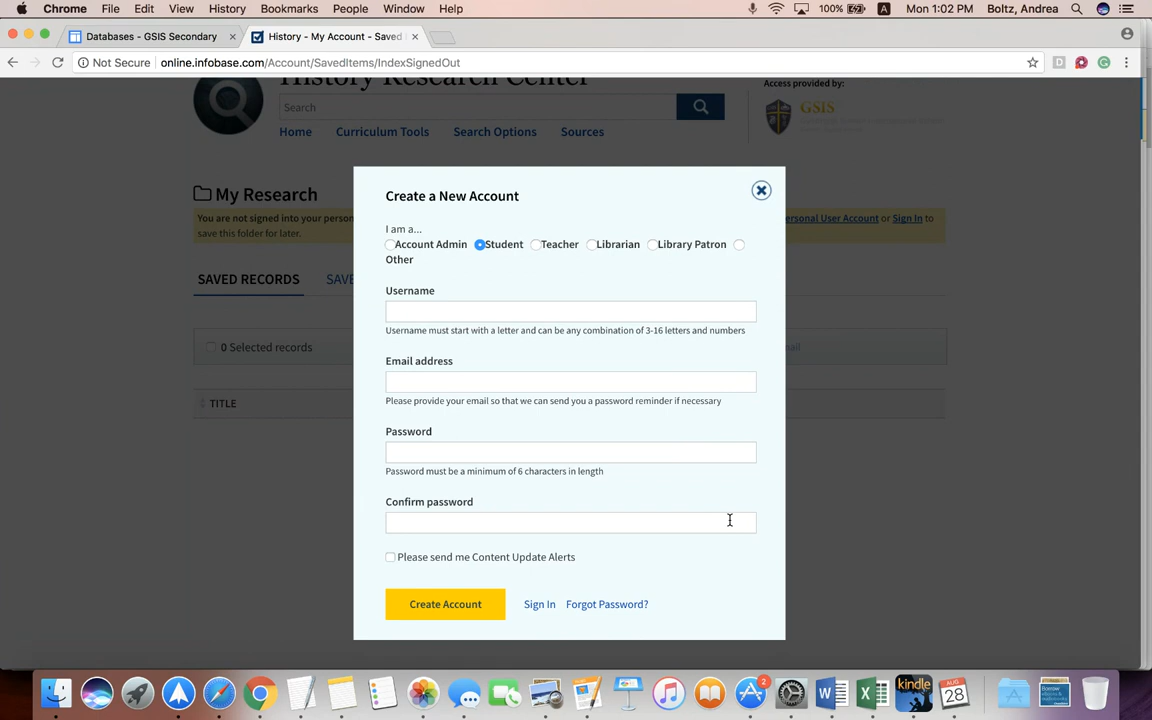 Chrome File Edit View History Bookmarks People Window Help 100% A Mon 1:02 PM Boltz, Andrea
Databases - GSIS Secondary × History - My Account - Saved ×
Not Secure online.infobase.com/Account/SavedItems/IndexSignedOut
History Research Center
Access provided by:
Search
GSIS
Home Curriculum Tools Search Options Sources
My Research
You are not signed into your person ersonal User Account or Sign In to
save this folder for later.
SAVED RECORDS SAVE
0 Selected records ail
TITLE
Create a New Account
I am a...
Account Admin Student Teacher Librarian Library Patron
Other
Username
Username must start with a letter and can be any combination of 3-16 letters and numbers
Email address
Please provide your email so that we can send you a password reminder if necessary
Password
Password must be a minimum of 6 characters in length
Confirm password
Please send me Content Update Alerts
Create Account Sign In Forgot Password?
2 W X kindle AUG 28